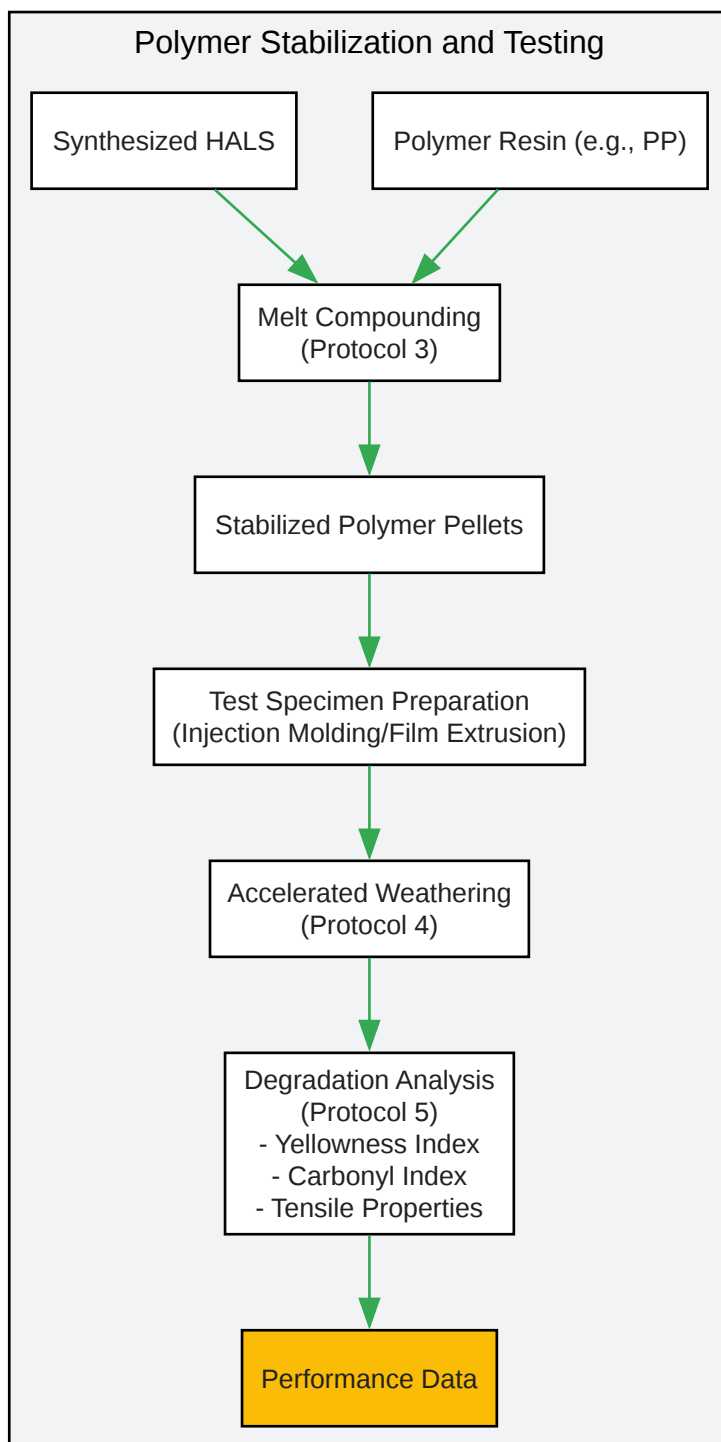 Polymer Stabilization and Testing
Synthesized HALS
Polymer Resin (e.g., PP)
Melt Compounding
(Protocol 3)
Stabilized Polymer Pellets
Test Specimen Preparation
(Injection Molding/Film Extrusion)
Accelerated Weathering
(Protocol 4)
Degradation Analysis
(Protocol 5)
- Yellowness Index
- Carbonyl Index
- Tensile Properties
Performance Data